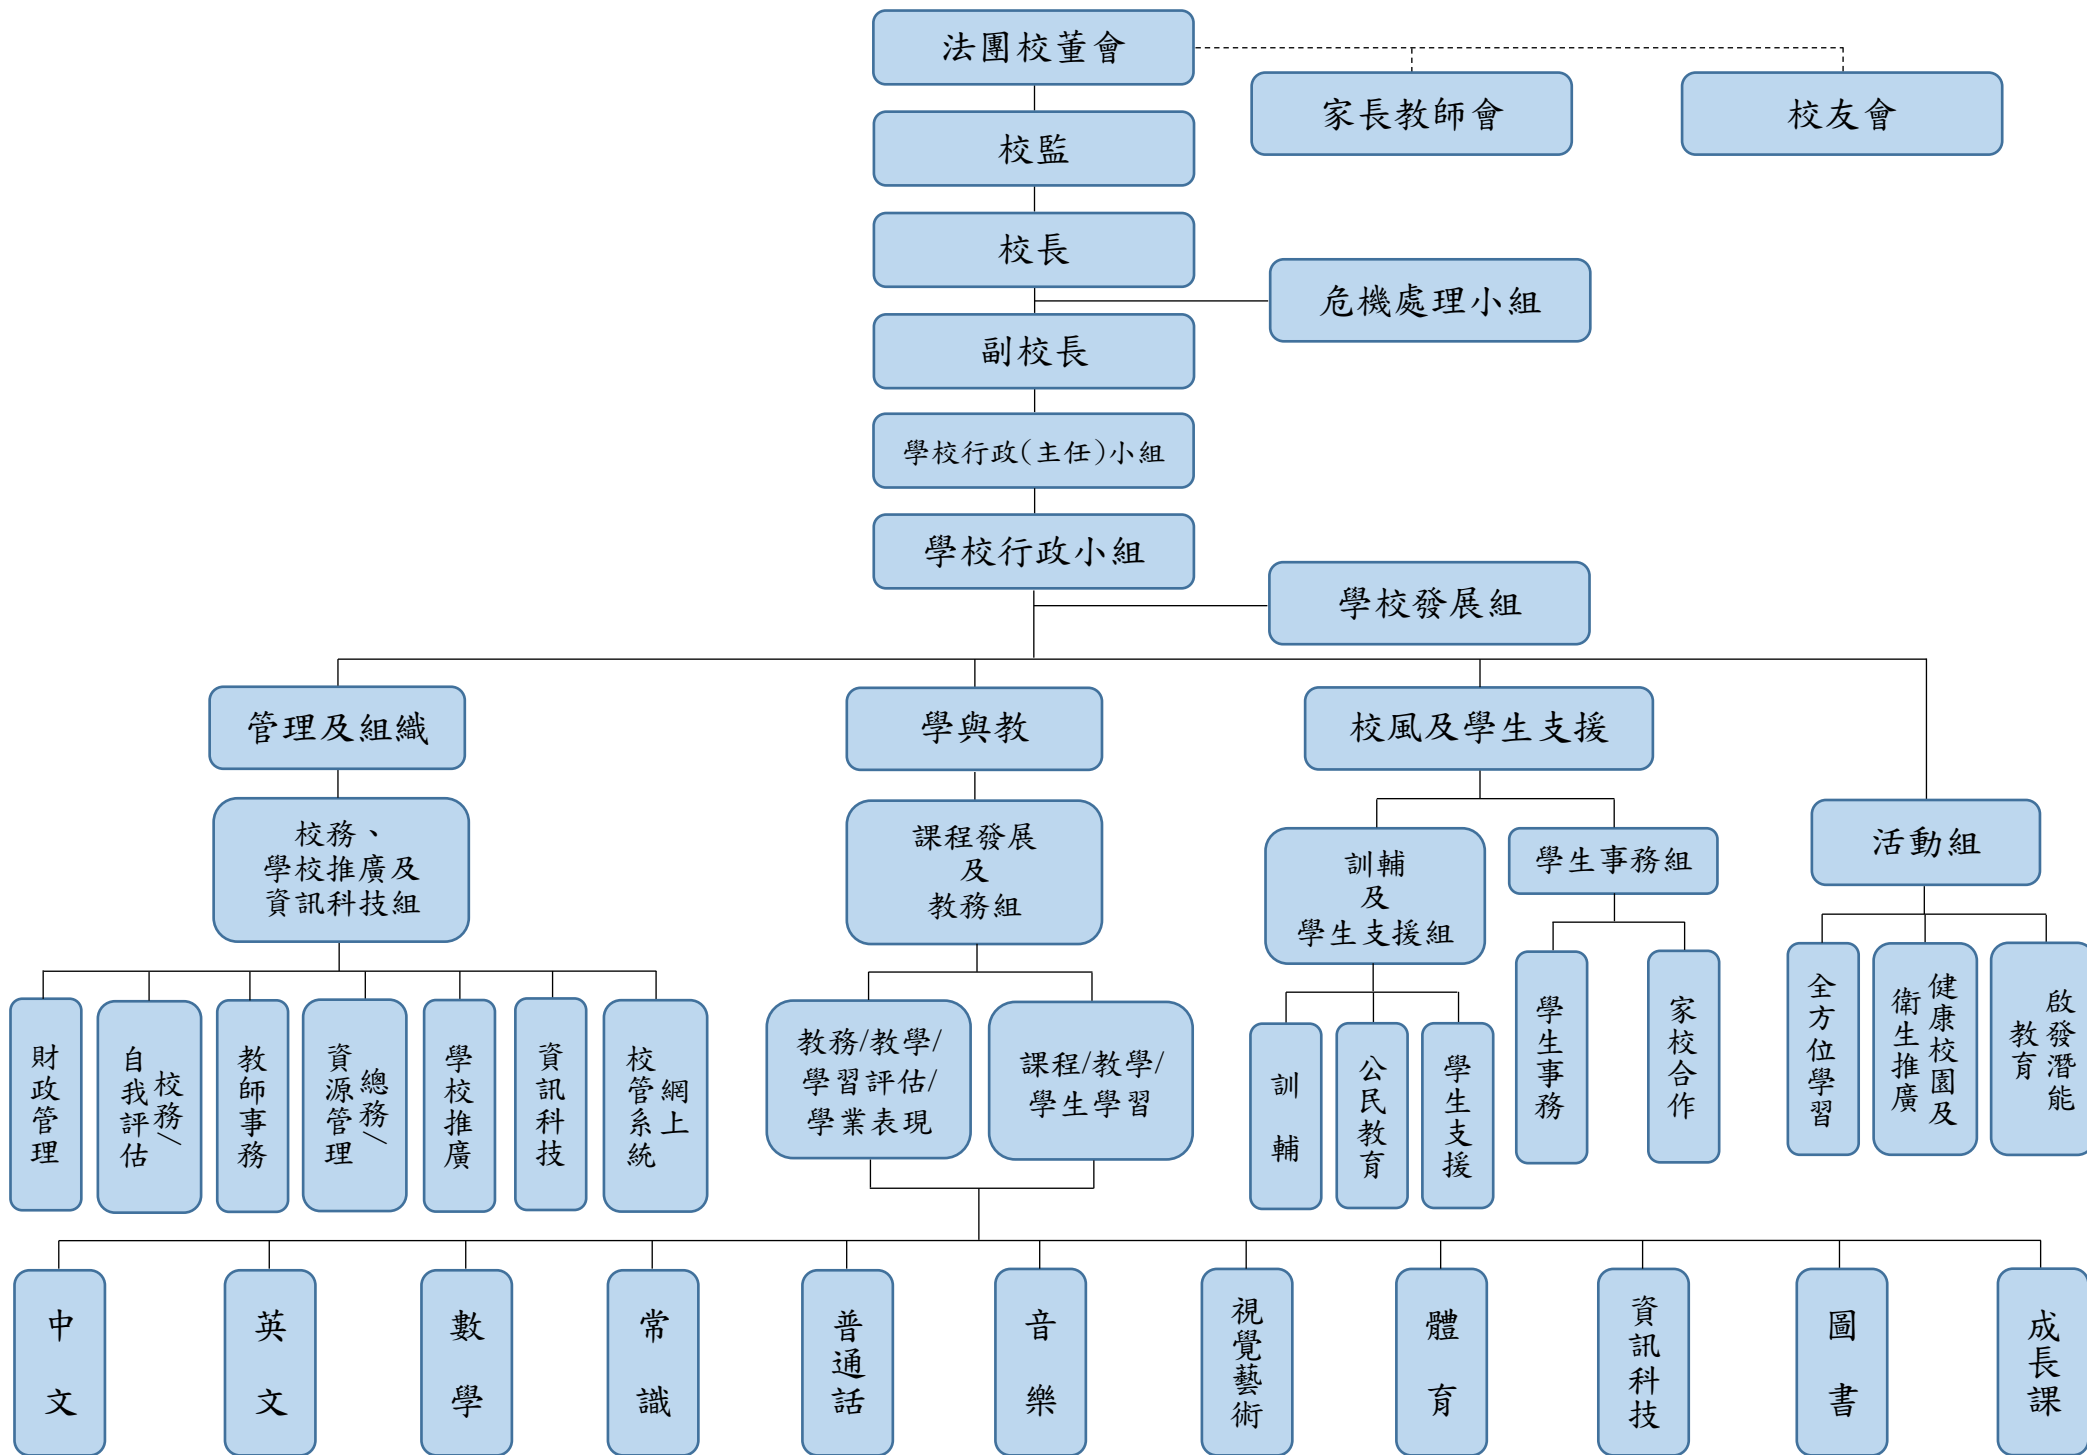 法團校董會
家長教師會
校友會
校監
校長
危機處理小組
副校長
學校行政(主任)小組
學校行政小組
學校發展組
管理及組織
學與教
校風及學生支援
活動組
校務、
學校推廣及
資訊科技組
課程發展
及
教務組
訓輔
及
學生支援組
學生事務組
財政管理
校務/
自我評估
教師事務
總務/
資源管理
學校推廣
資訊科技
網上
校管系統
教務/教學/
學習評估/
學業表現
課程/教學/
學生學習
訓輔
公民教育
學生支援
學生事務
家校合作
全方位學習
健康校園及
衛生推廣
啟發潛能
教育
中文
英文
數學
常識
普通話
音樂
視覺藝術
體育
資訊科技
圖書
成長課